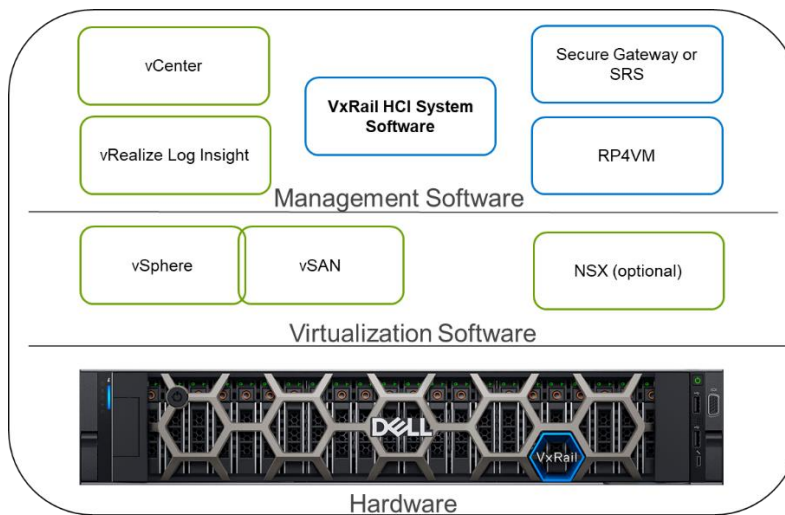 vCenter
Secure Gateway or
SRS
VxRail HCI System
Software
vRealize Log Insight
RP4VM
Management Software
vSphere
vSAN
NSX (optional)
Virtualization Software
DELL
VxRail
Hardware